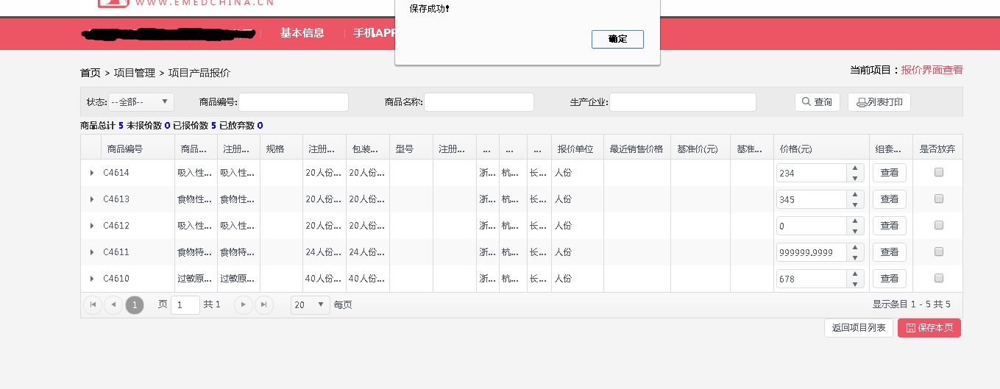 WWW.EMEDCHINA.CN
保存成功!
确定
基本信息 手机APP
首页 > 项目管理 > 项目产品报价
当前项目：报价界面查看
状态: --全部-- 商品编号: 商品名称: 生产企业: 查询 列表打印
商品总计 5 未报价数 0 已报价数 5 已放弃数 0
商品编号 商品... 注册... 规格 注册... 包装... 型号 注册... ... ... ... 报价单位 最近销售价格 基准价(元) 基准... 价格(元) 组套... 是否放弃
C4614 吸入性... 吸入性... 20人份... 20人份... 浙... 杭... 长... 人份 234 查看
C4613 食物性... 食物性... 20人份... 20人份... 浙... 杭... 长... 人份 345 查看
C4612 吸入性... 吸入性... 20人份... 20人份... 浙... 杭... 长... 人份 0 查看
C4611 食物特... 食物特... 24人份... 24人份... 浙... 杭... 长... 人份 999999.9999 查看
C4610 过敏原... 过敏原... 40人份... 40人份... 浙... 杭... 长... 人份 678 查看
1 页 1 共 1 20 每页 显示条目 1 - 5 共 5
返回项目列表 保存本页